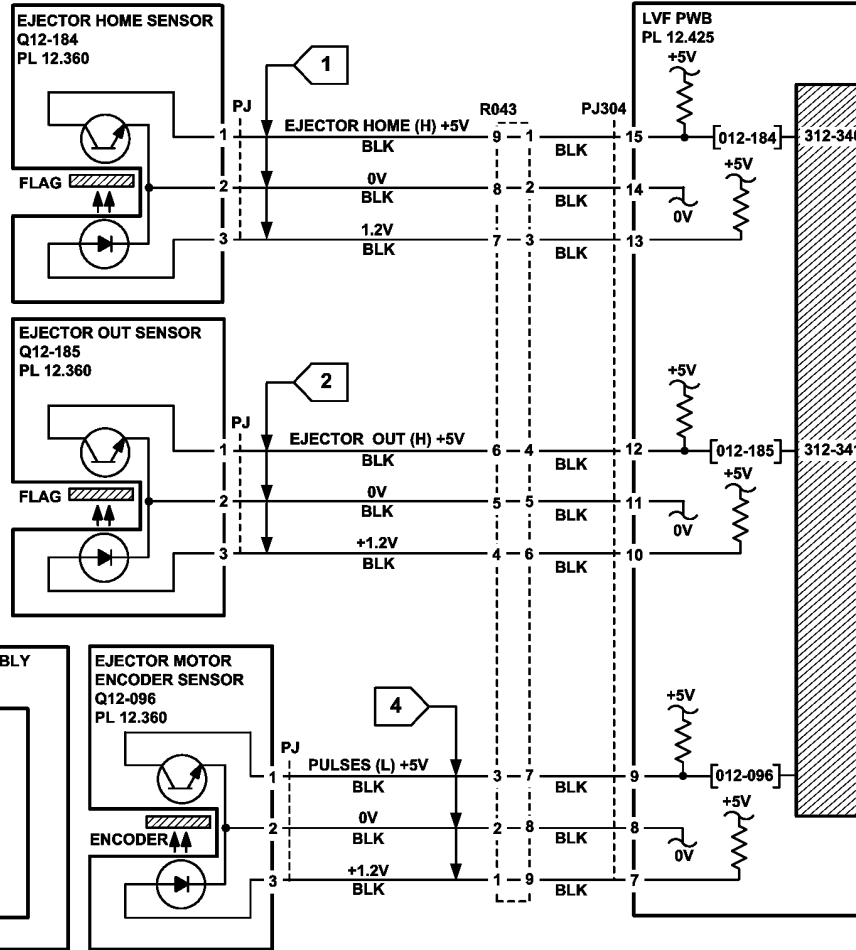 EJECTOR HOME SENSOR
Q12-184
PL 12.360
FLAG
PJ
1
2
3
1
EJECTOR HOME (H) +5V
BLK
0V
BLK
1.2V
BLK
R043
9 1
8 2
7 3
BLK
BLK
BLK
PJ304
15
14
13
LVF PWB
PL 12.425
+5V
012-184
312-340
+5V
0V
EJECTOR OUT SENSOR
Q12-185
PL 12.360
FLAG
PJ
1
2
3
2
EJECTOR OUT (H) +5V
BLK
0V
BLK
+1.2V
BLK
6 4
5 5
4 6
BLK
BLK
BLK
12
11
10
+5V
012-185
312-341
+5V
0V
BLY
EJECTOR MOTOR
ENCODER SENSOR
Q12-096
PL 12.360
ENCODER
PJ
1
2
3
4
PULSES (L) +5V
BLK
0V
BLK
+1.2V
BLK
3 7
2 8
1 9
BLK
BLK
BLK
9
8
7
+5V
012-096
+5V
0V